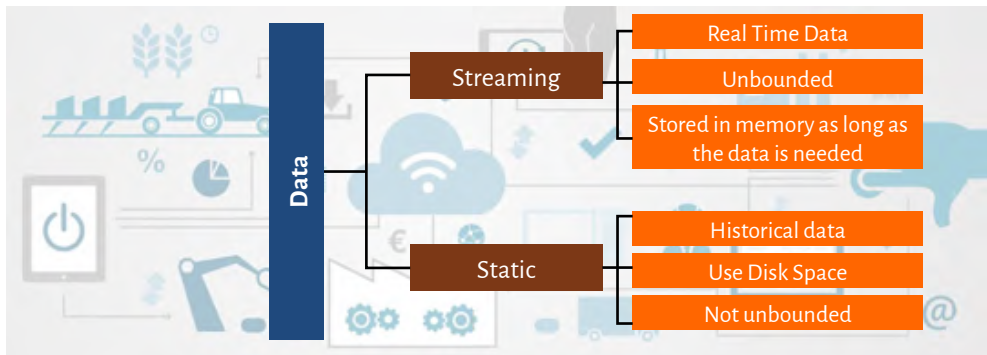 Data
Streaming
Real Time Data
Unbounded
Stored in memory as long as
the data is needed
Static
Historical data
Use Disk Space
Not unbounded
%
€
@